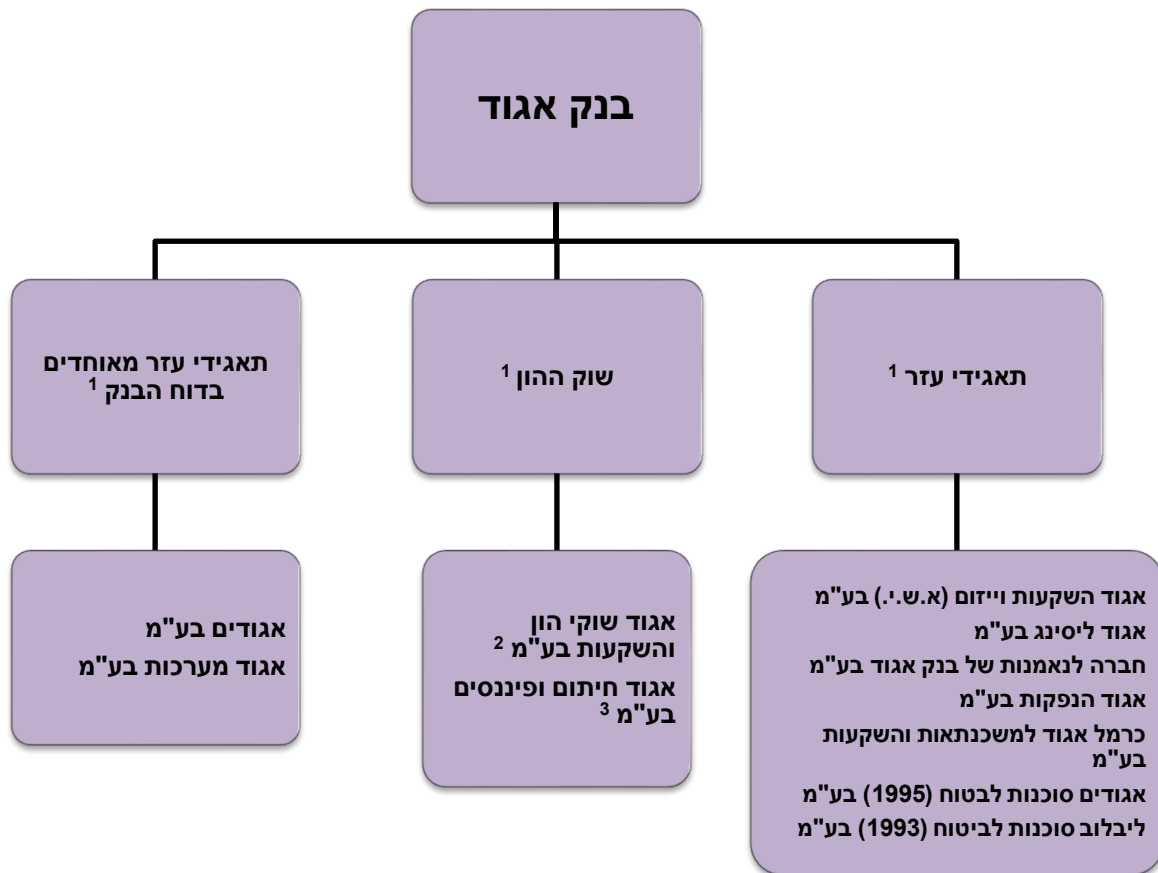 בנק אגוד
תאגידי עזר 1
שוק ההון 1
תאגידי עזר מאוחדים
בדוח הבנק 1
אגוד השקעות וייזום (א.ש.י.) בע"מ
אגוד ליסינג בע"מ
חברה לנאמנות של בנק אגוד בע"מ
אגוד הנפקות בע"מ
כרמל אגוד למשכנתאות והשקעות
בע"מ
אגודים סוכנות לבטוח (1995) בע"מ
ליבלוב סוכנות לביטוח (1993) בע"מ
אגוד שוקי הון
והשקעות בע"מ 2
אגוד חיתום ופיננסים
בע"מ 3
אגודים בע"מ
אגוד מערכות בע"מ